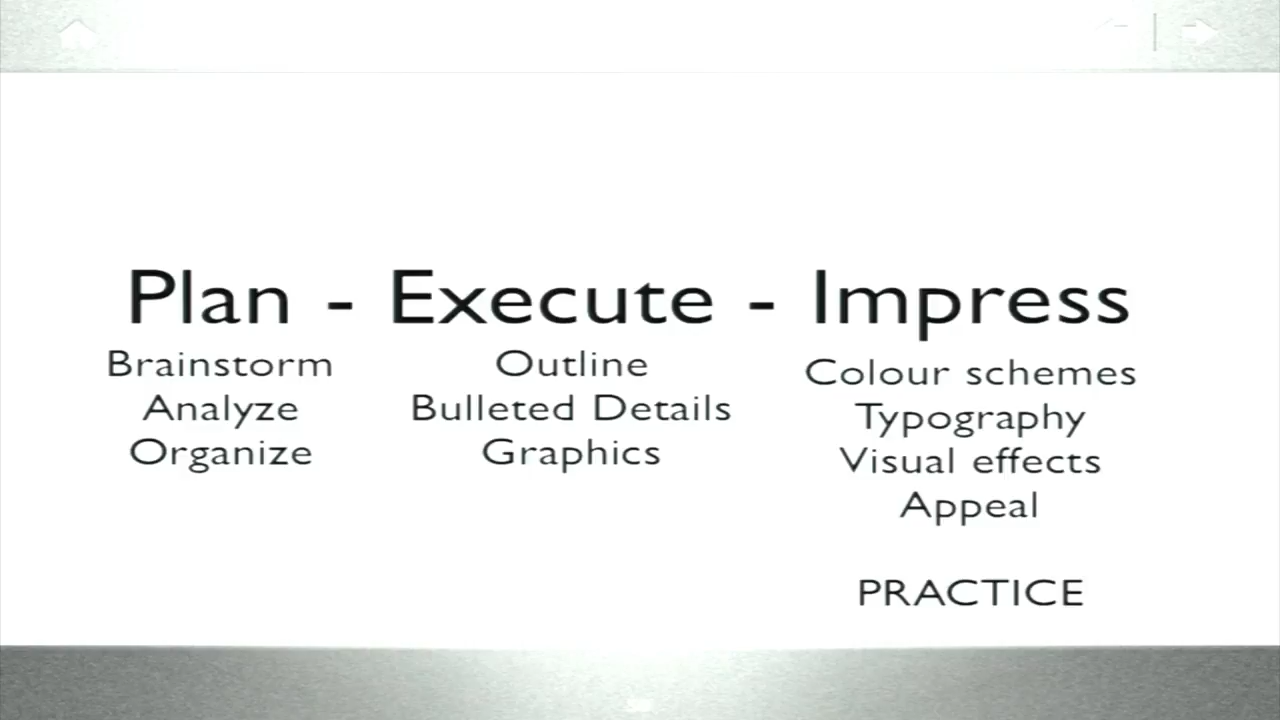 Plan - Execute - Impress
Brainstorm
Analyze
Organize
Outline
Bulleted Details
Graphics
Colour schemes
Typography
Visual effects
Appeal
PRACTICE